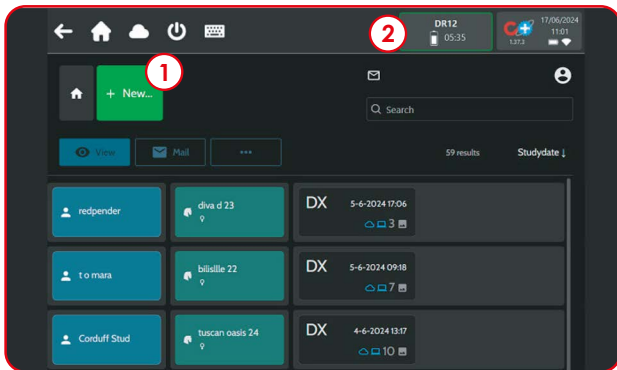 2
DR12
05:35
C+
1.37.3
17/06/2024
11:01
1
+ New...
Search
View
Mail
...
59 results
Studydate ↓
redpender
diva d 23
♀
DX
5-6-2024 17:06
3
t o mara
bilisllle 22
♀
DX
5-6-2024 09:18
7
Corduff Stud
tuscan oasis 24
♀
DX
4-6-2024 13:17
10